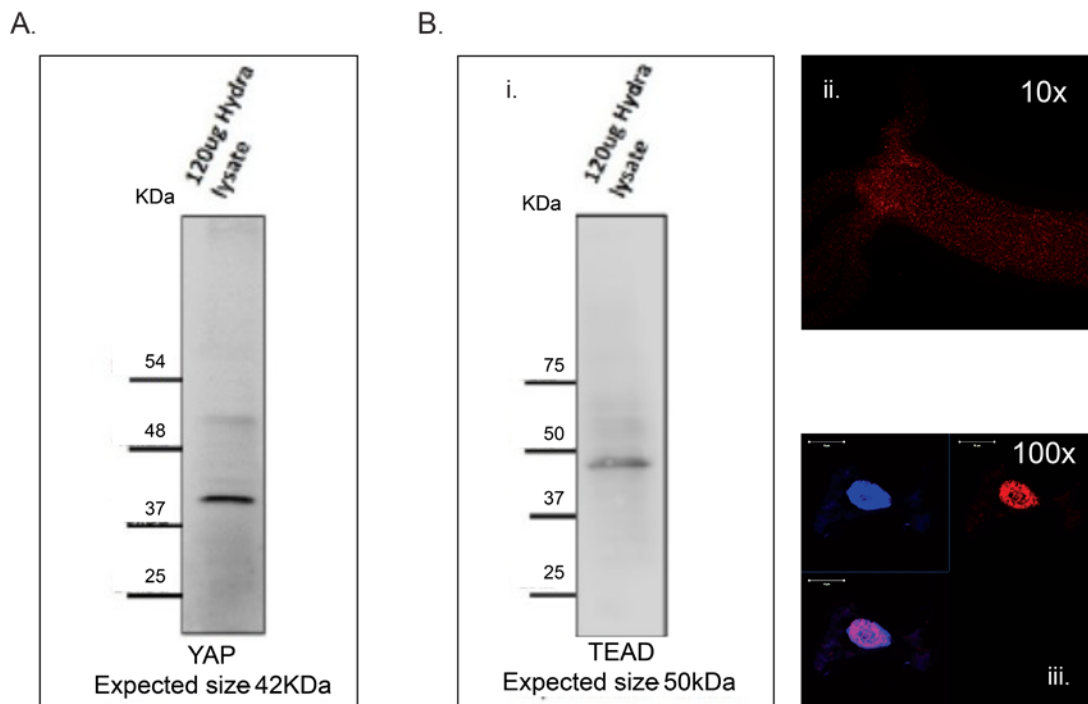 A.
120ug Hydra
lysate
KDa
54
48
37
25
YAP
Expected size 42KDa
B.
i.
120ug Hydra
lysate
KDa
75
50
37
25
TEAD
Expected size 50kDa
ii.
10x
100x
iii.